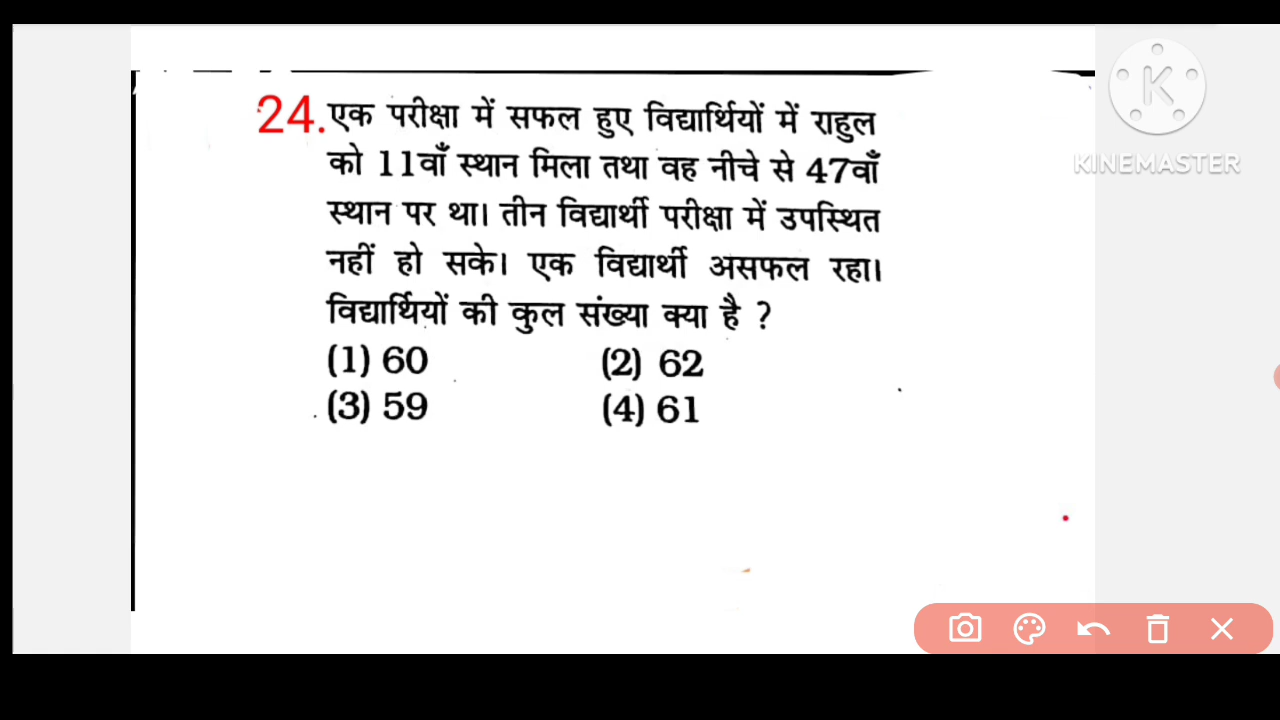 KINEMASTER
24. एक परीक्षा में सफल हुए विद्यार्थियों में राहुल
को 11वाँ स्थान मिला तथा वह नीचे से 47वाँ
स्थान पर था। तीन विद्यार्थी परीक्षा में उपस्थित
नहीं हो सके। एक विद्यार्थी असफल रहा।
विद्यार्थियों की कुल संख्या क्या है ?
(1) 60 (2) 62
(3) 59 (4) 61